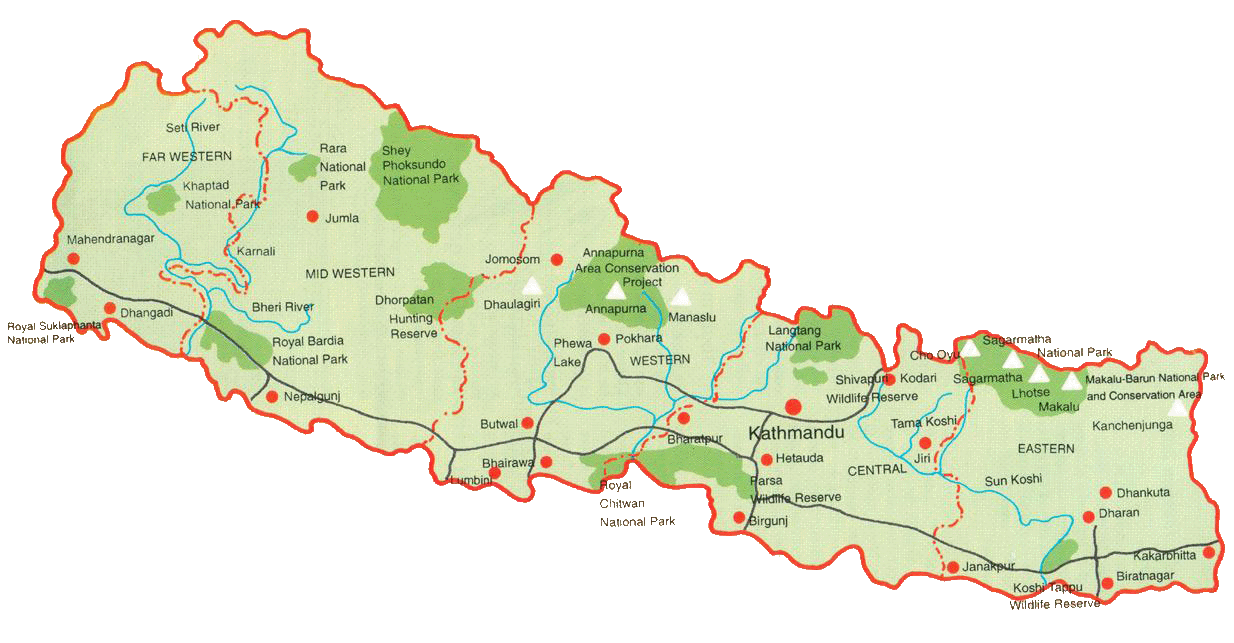 Seti River
FAR WESTERN
Khaptad
National Park
Rara
National
Park
Shey
Phoksundo
National Park
Jumla
Mahendranagar
Karnali
MID WESTERN
Dhangadi
Bheri River
Royal Suklaphanta
National Park
Royal Bardia
National Park
Nepalgunj
Dhorpatan
Hunting
Reserve
Jomosom
Dhaulagiri
Annapurna
Area Conservation
Project
Annapurna
Manaslu
Phewa
Lake
Pokhara
WESTERN
Butwal
Bhairawa
Lumbini
Bharatpur
Royal
Chitwan
National Park
Langtang
National Park
Shivapuri
Wildlife Reserve
Kodari
Kathmandu
Hetauda
Parsa
Wildlife Reserve
Birgunj
CENTRAL
Tama Koshi
Jiri
Cho Oyu
Sagarmatha
National Park
Sagarmatha
Lhotse
Makalu
Makalu-Barun National Park
and Conservation Area
Kanchenjunga
EASTERN
Sun Koshi
Dhankuta
Dharan
Janakpur
Kakarbhitta
Biratnagar
Koshi Tappu
Wildlife Reserve